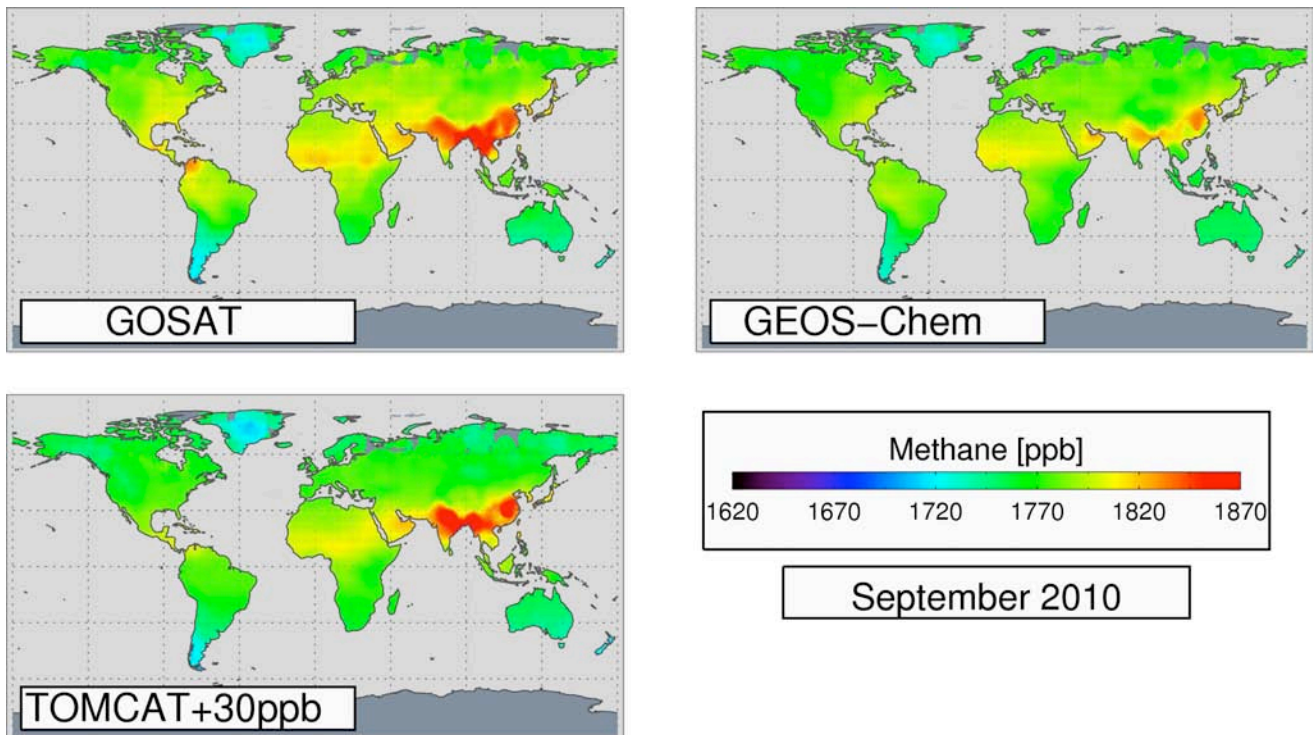 GOSAT
GEOS−Chem
TOMCAT+30ppb
Methane [ppb]
1620 1670 1720 1770 1820 1870
September 2010